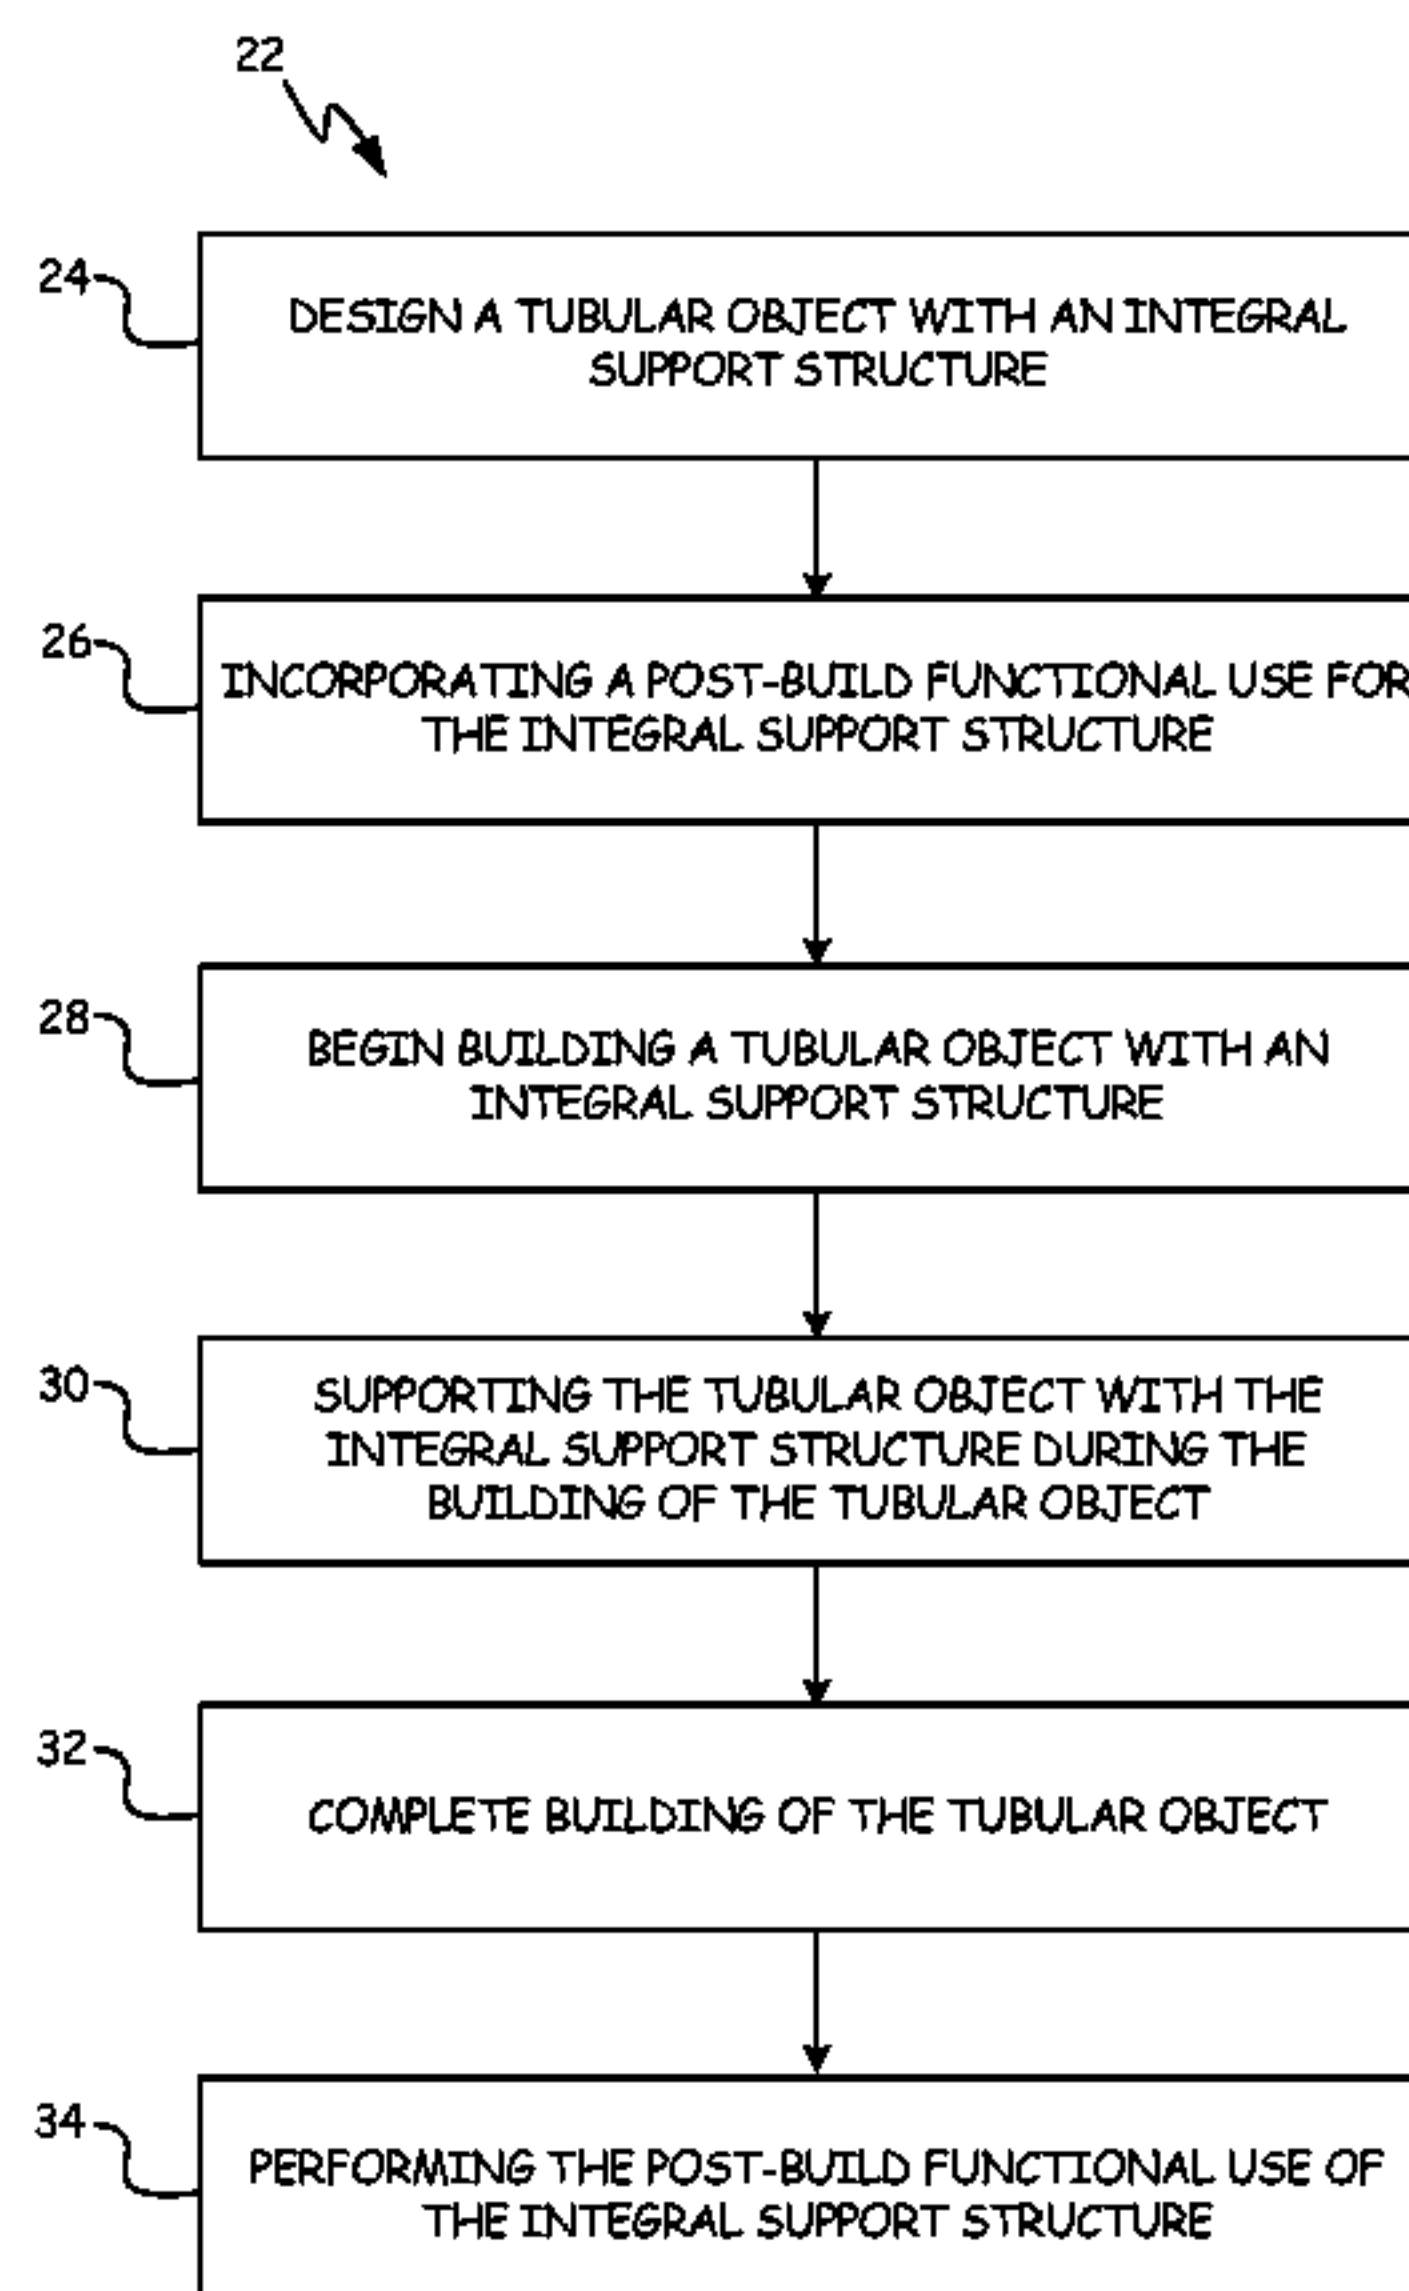 22
24
DESIGN A TUBULAR OBJECT WITH AN INTEGRAL
SUPPORT STRUCTURE
26
INCORPORATING A POST-BUILD FUNCTIONAL USE FOR
THE INTEGRAL SUPPORT STRUCTURE
28
BEGIN BUILDING A TUBULAR OBJECT WITH AN
INTEGRAL SUPPORT STRUCTURE
30
SUPPORTING THE TUBULAR OBJECT WITH THE
INTEGRAL SUPPORT STRUCTURE DURING THE
BUILDING OF THE TUBULAR OBJECT
32
COMPLETE BUILDING OF THE TUBULAR OBJECT
34
PERFORMING THE POST-BUILD FUNCTIONAL USE OF
THE INTEGRAL SUPPORT STRUCTURE